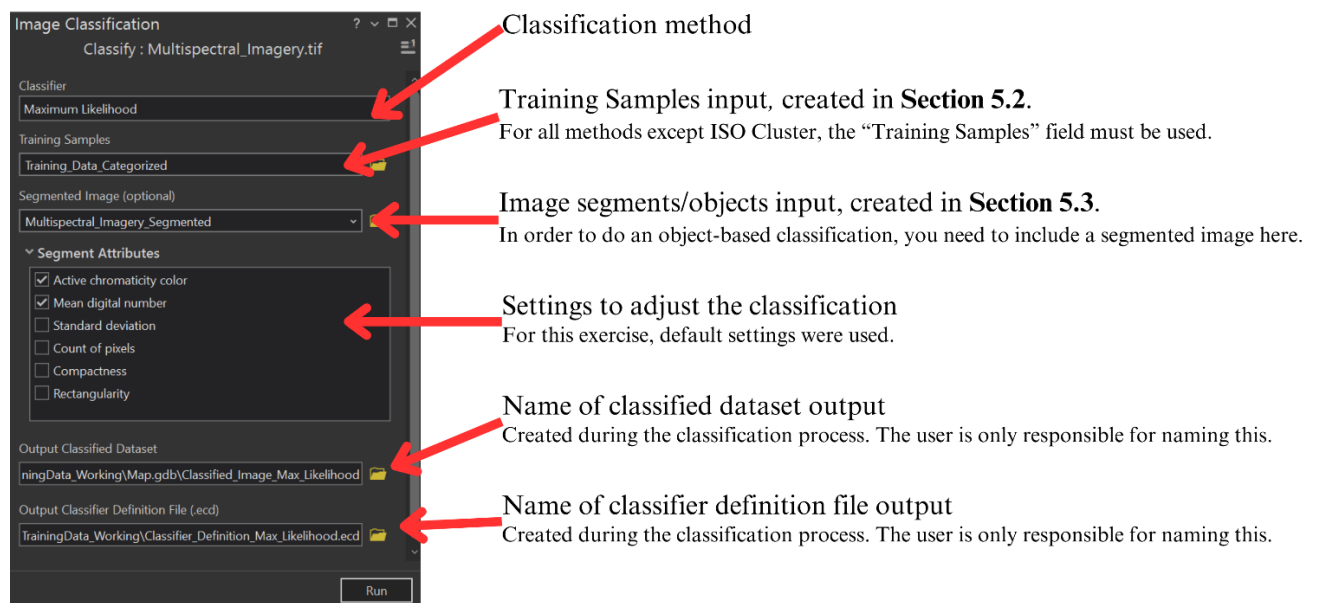 Image Classification
Classify : Multispectral_Imagery.tif
Classifier
Maximum Likelihood
Training Samples
Training_Data_Categorized
Segmented Image (optional)
Multispectral_Imagery_Segmented
Segment Attributes
Active chromaticity color
Mean digital number
Standard deviation
Count of pixels
Compactness
Rectangularity
Output Classified Dataset
ningData_Working\Map.gdb\Classified_Image_Max_Likelihood
Output Classifier Definition File (.ecd)
TrainingData_Working\Classifier_Definition_Max_Likelihood.ecd
Run
Classification method
Training Samples input, created in Section 5.2.
For all methods except ISO Cluster, the “Training Samples” field must be used.
Image segments/objects input, created in Section 5.3.
In order to do an object-based classification, you need to include a segmented image here.
Settings to adjust the classification
For this exercise, default settings were used.
Name of classified dataset output
Created during the classification process. The user is only responsible for naming this.
Name of classifier definition file output
Created during the classification process. The user is only responsible for naming this.